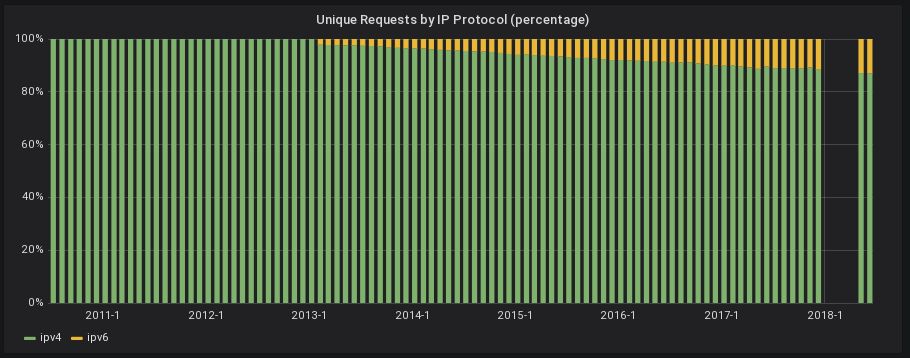 Unique Requests by IP Protocol (percentage)
100%
80%
60%
40%
20%
0%
2011-1 2012-1 2013-1 2014-1 2015-1 2016-1 2017-1 2018-1
ipv4 ipv6